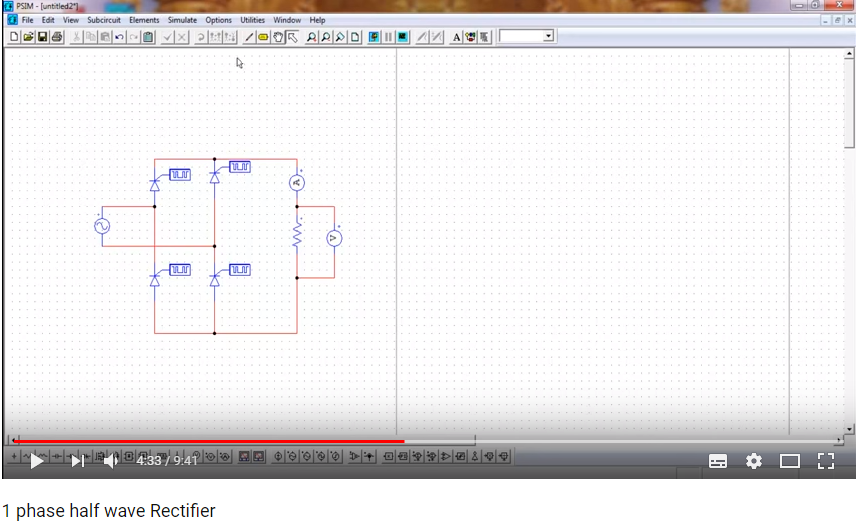 PSIM - [untitled2*]
File Edit View Subcircuit Elements Simulate Options Utilities Window Help
A
V
4:33 / 9:41
1 phase half wave Rectifier